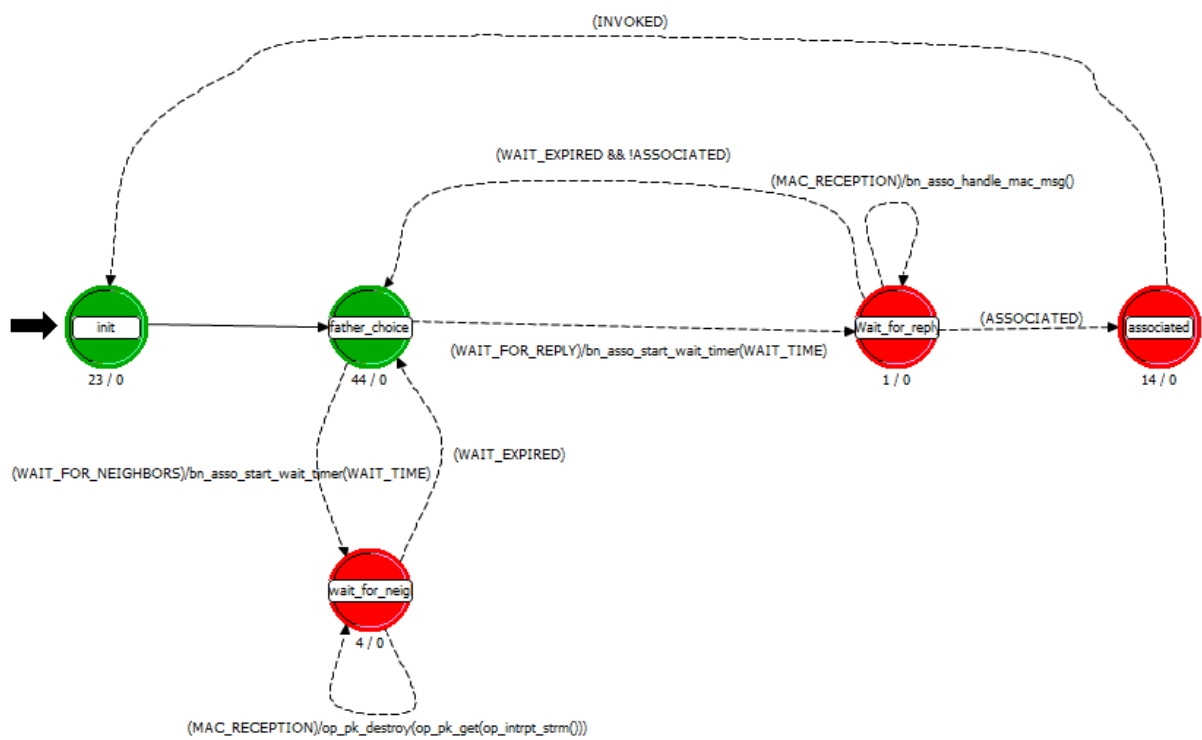 (INVOKED)
(WAIT_EXPIRED && !ASSOCIATED)
(MAC_RECEPTION)/bn_asso_handle_mac_msg()
init
father_choice
Wait_for_reply
(ASSOCIATED)
associated
(WAIT_FOR_REPLY)/bn_asso_start_wait_timer(WAIT_TIME)
23 / 0
44 / 0
1 / 0
14 / 0
(WAIT_EXPIRED)
(WAIT_FOR_NEIGHBORS)/bn_asso_start_wait_timer(WAIT_TIME)
wait_for_neig
4 / 0
(MAC_RECEPTION)/op_pk_destroy(op_pk_get(op_intrpt_strm()))